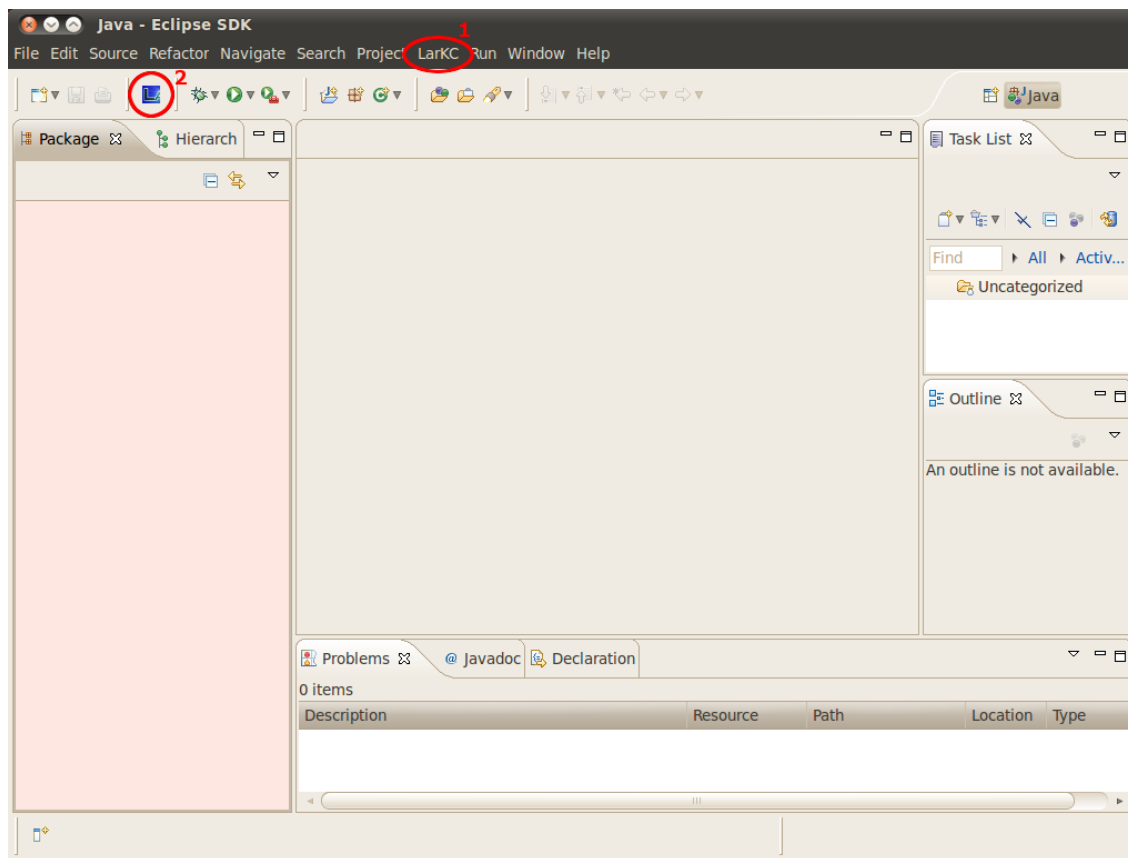 Java - Eclipse SDK
1
File Edit Source Refactor Navigate Search Project LarKC Run Window Help
2
Java
Package Hierarch
Task List
Find All Activ...
Uncategorized
Outline
An outline is not available.
Problems @ Javadoc Declaration
0 items
Description Resource Path Location Type